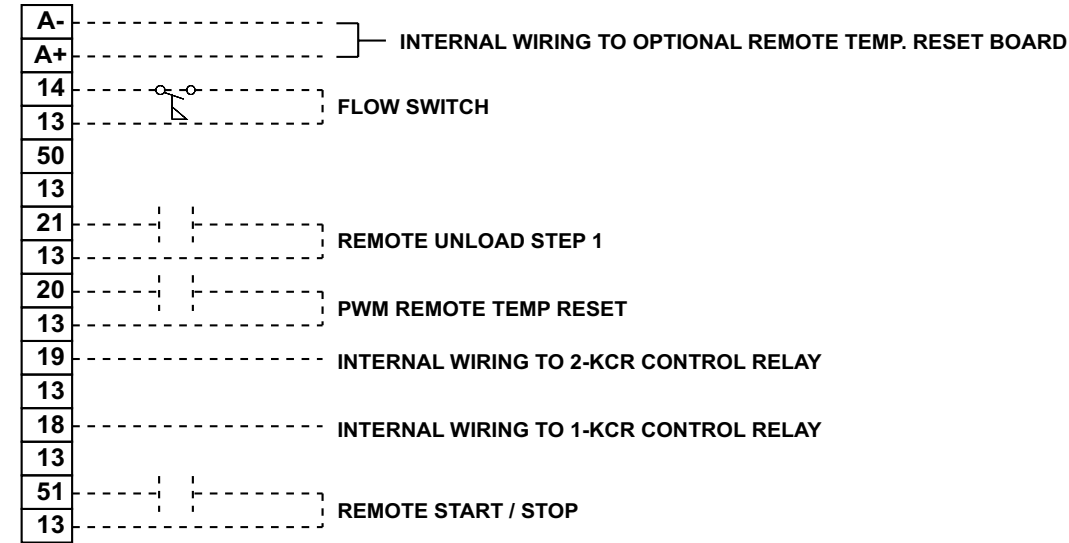 A-
A+
INTERNAL WIRING TO OPTIONAL REMOTE TEMP. RESET BOARD
14
13
FLOW SWITCH
50
13
21
13
REMOTE UNLOAD STEP 1
20
13
PWM REMOTE TEMP RESET
19
INTERNAL WIRING TO 2-KCR CONTROL RELAY
13
18
INTERNAL WIRING TO 1-KCR CONTROL RELAY
13
51
13
REMOTE START / STOP